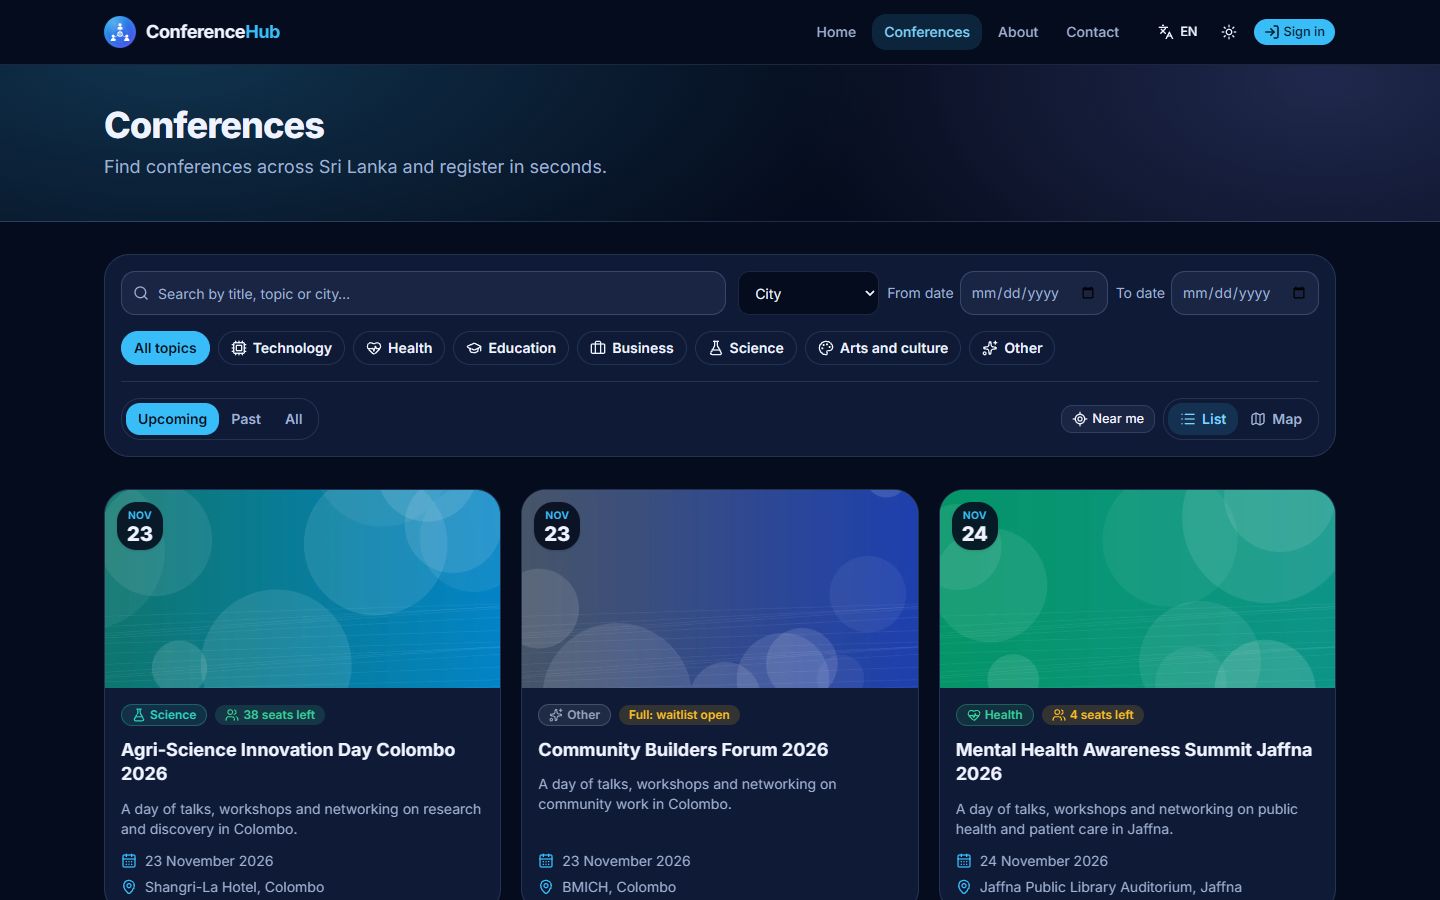 ConferenceHub
Home
Conferences
About
Contact
EN
Sign in
Conferences
Find conferences across Sri Lanka and register in seconds.
Search by title, topic or city...
City
From date
mm/dd/yyyy
To date
mm/dd/yyyy
All topics
Technology
Health
Education
Business
Science
Arts and culture
Other
Upcoming
Past
All
Near me
List
Map
NOV
23
Science
38 seats left
Agri-Science Innovation Day Colombo
2026
A day of talks, workshops and networking on research
and discovery in Colombo.
23 November 2026
Shangri-La Hotel, Colombo
NOV
23
Other
Full: waitlist open
Community Builders Forum 2026
A day of talks, workshops and networking on
community work in Colombo.
23 November 2026
BMICH, Colombo
NOV
24
Health
4 seats left
Mental Health Awareness Summit Jaffna
2026
A day of talks, workshops and networking on public
health and patient care in Jaffna.
24 November 2026
Jaffna Public Library Auditorium, Jaffna